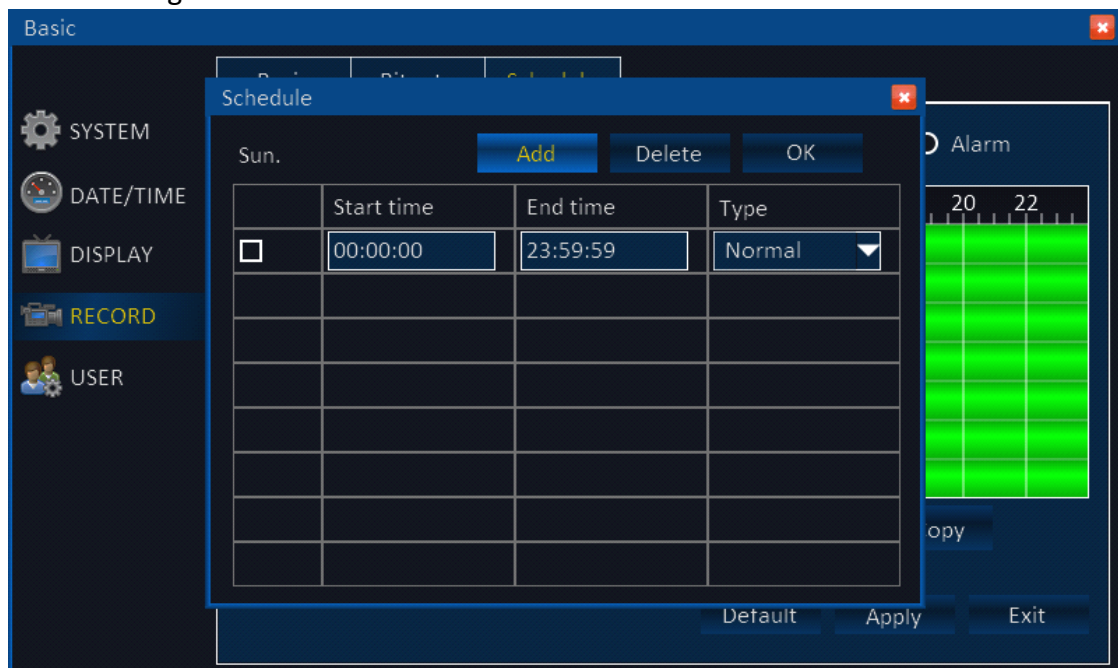 Basic
Schedule
SYSTEM
Alarm
Sun.
Add
Delete
OK
DATE/TIME
Start time
End time
Type
20
22
DISPLAY
00:00:00
23:59:59
Normal
RECORD
USER
Default
Apply
Exit